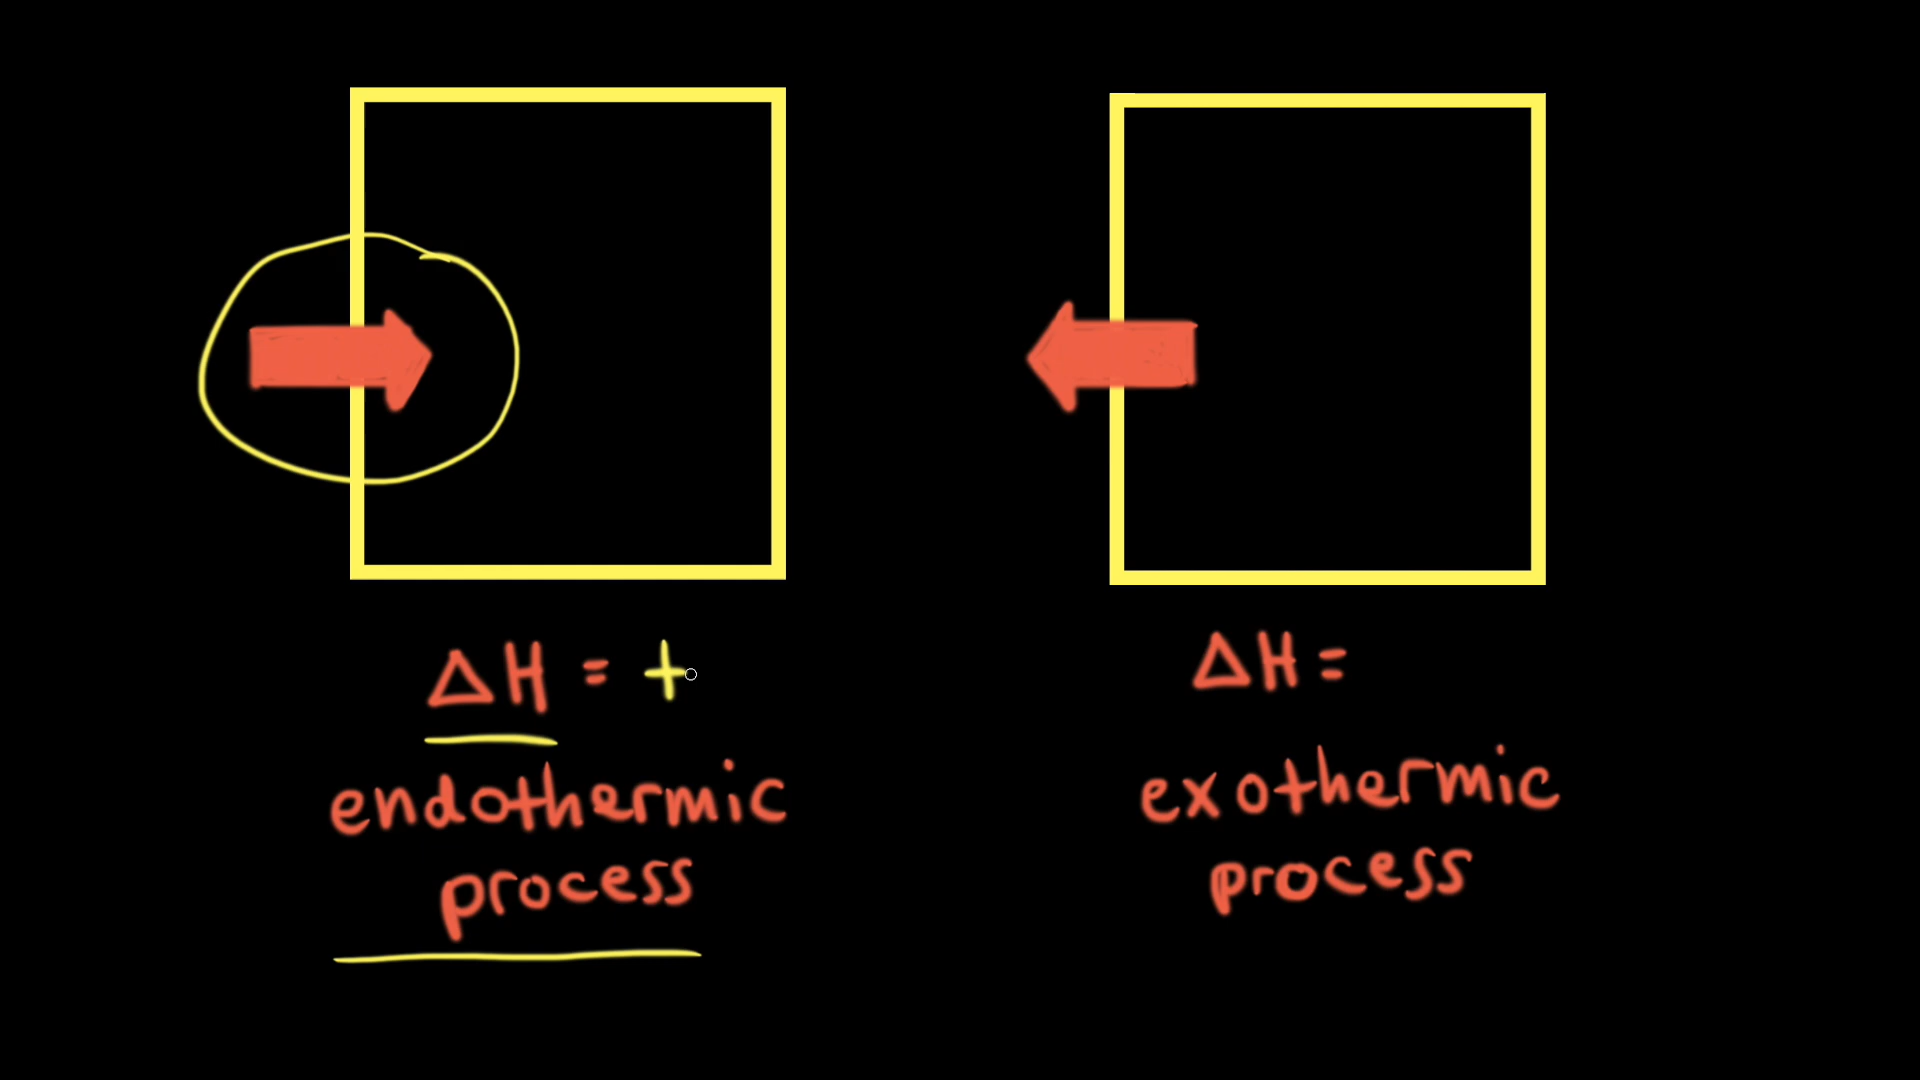 ΔH = +
endothermic
process
ΔH =
exothermic
process